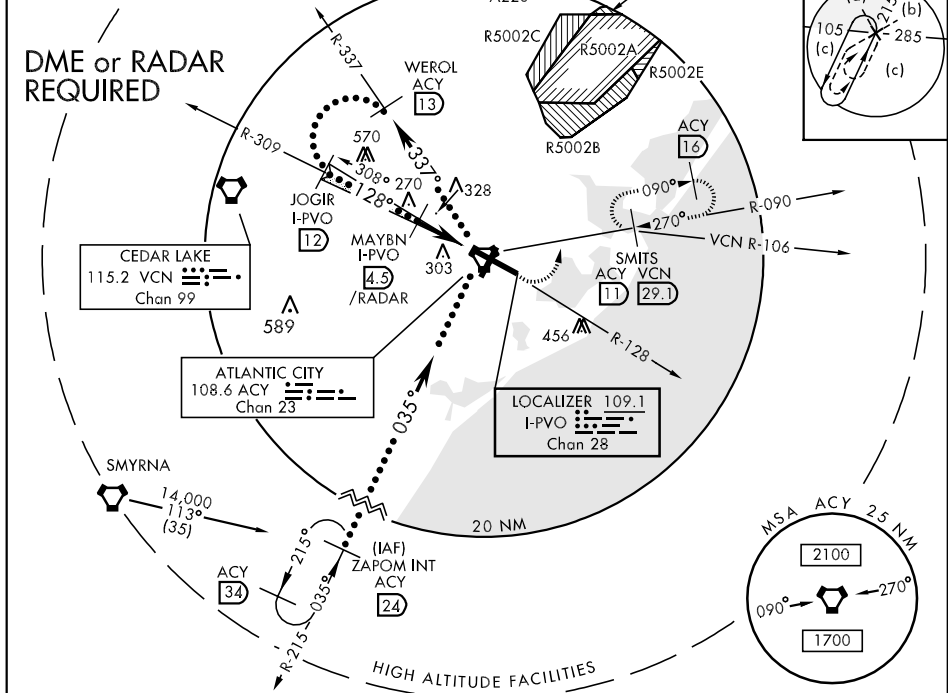 R5002C
R5002A
R5002E
R5002B
DME or RADAR
REQUIRED
R-337
WEROL
ACY
13
105
285
(b)
(c)
(c)
215
R-309
570
308°
128°
270
337°
328
JOGIR
I-PVO
12
MAYBN
I-PVO
4.5
/RADAR
303
ACY
16
090°
270°
R-090
VCN R-106
SMITS
ACY VCN
11 29.1
CEDAR LAKE
115.2 VCN
Chan 99
589
456
R-128
ATLANTIC CITY
108.6 ACY
Chan 23
035°
LOCALIZER 109.1
I-PVO
Chan 28
SMYRNA
14,000
113°
(35)
20 NM
215°
035°
(IAF)
ZAPOM INT
ACY
24
ACY
34
R-215
MSA ACY 25 NM
2100
090°
270°
1700
HIGH ALTITUDE FACILITIES